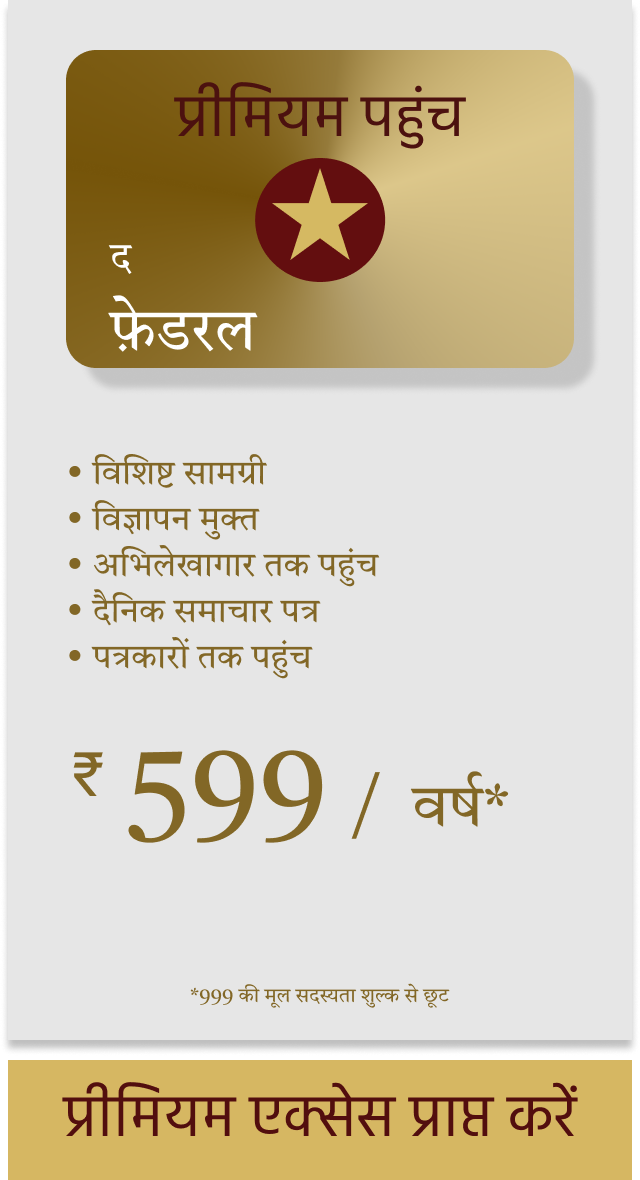 प्रीमियम पहुंच
द
फ़ेडरल
• विशिष्ट सामग्री
• विज्ञापन मुक्त
• अभिलेखागार तक पहुंच
• दैनिक समाचार पत्र
• पत्रकारों तक पहुंच
₹ 599 / वर्ष*
*999 की मूल सदस्यता शुल्क से छूट
प्रीमियम एक्सेस प्राप्त करें